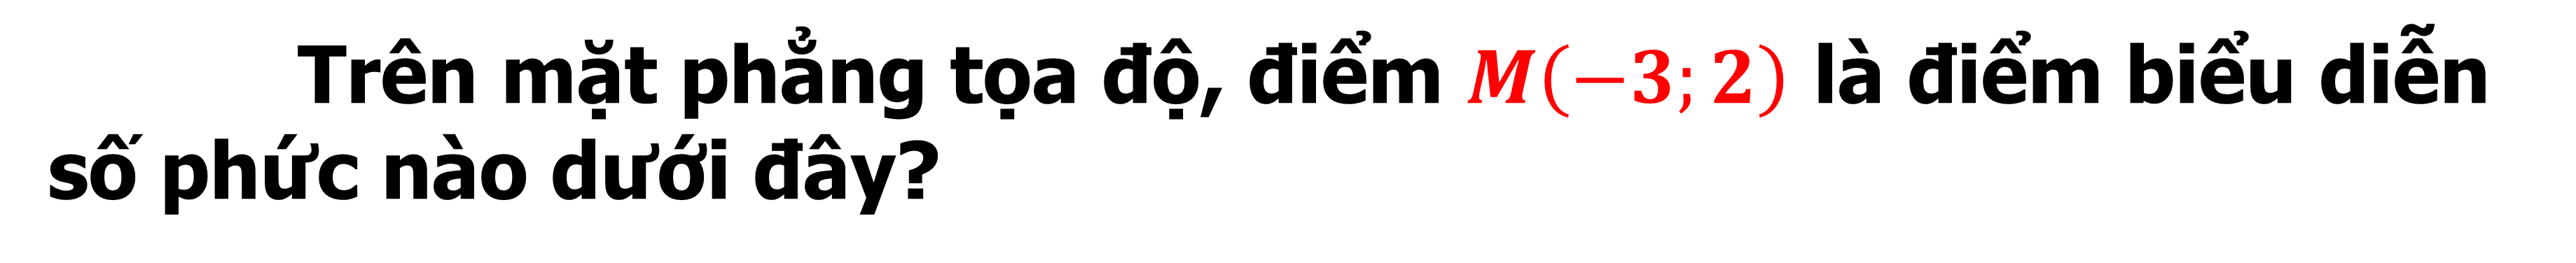 Trên mặt phẳng tọa độ, điểm M(−3; 2) là điểm biểu diễn
số phức nào dưới đây?